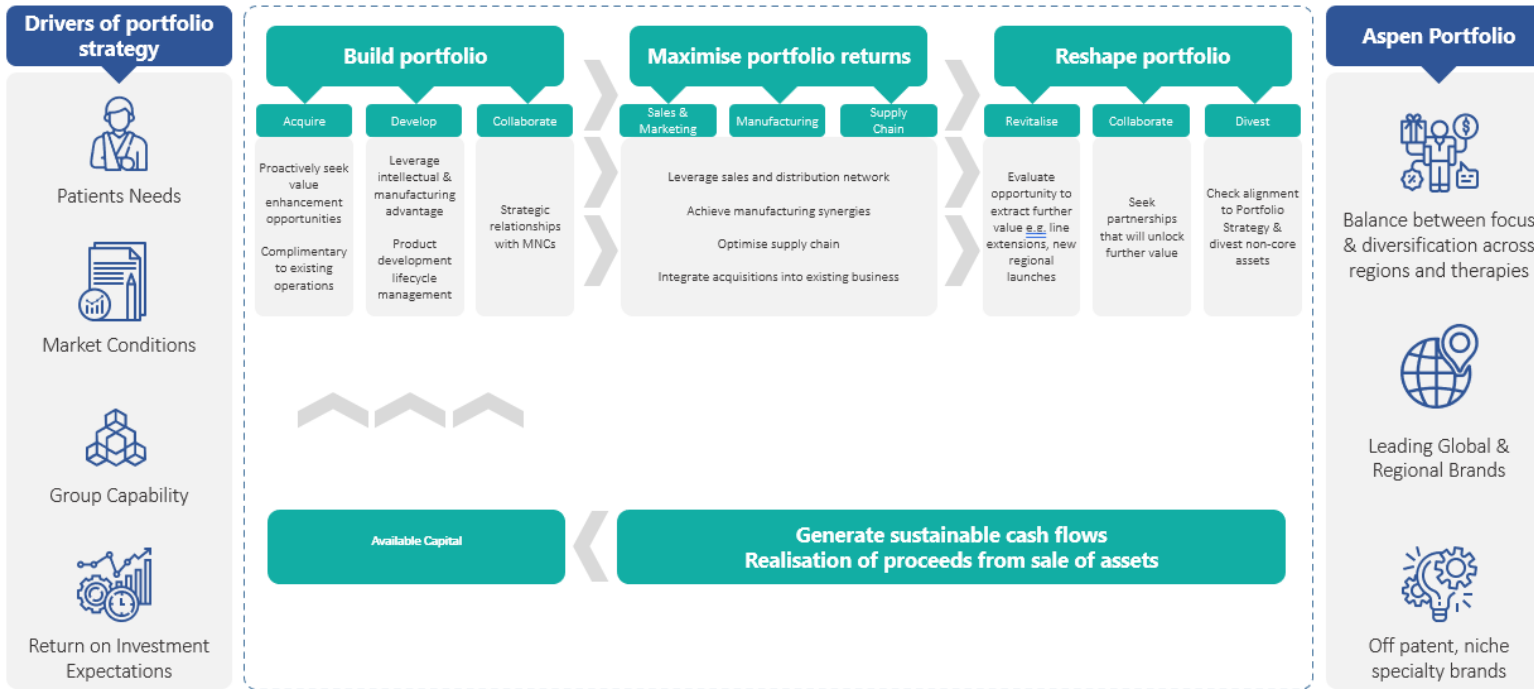 Drivers of portfolio
strategy
Patients Needs
Market Conditions
Group Capability
Return on Investment
Expectations
Build portfolio
Acquire
Develop
Collaborate
Proactively seek
value
enhancement
opportunities
Complimentary
to existing
operations
Leverage
intellectual &
manufacturing
advantage
Product
development
lifecycle
management
Strategic
relationships
with MNCs
Maximise portfolio returns
Sales &
Marketing
Manufacturing
Supply
Chain
Leverage sales and distribution network
Achieve manufacturing synergies
Optimise supply chain
Integrate acquisitions into existing business
Reshape portfolio
Revitalise
Collaborate
Divest
Evaluate
opportunity to
extract further
value e.g. line
extensions, new
regional
launches
Seek
partnerships
that will unlock
further value
Check alignment
to Portfolio
Strategy &
divest non-core
assets
Available Capital
Generate sustainable cash flows
Realisation of proceeds from sale of assets
Aspen Portfolio
Balance between focus
& diversification across
regions and therapies
Leading Global &
Regional Brands
Off patent, niche
specialty brands